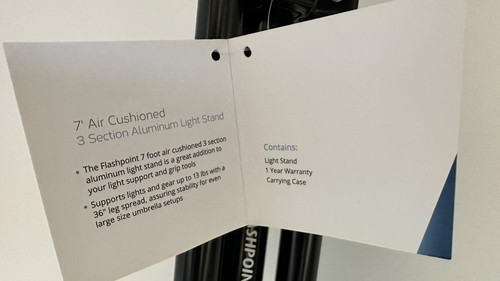 7' Air Cushioned
3 Section Aluminum Light Stand
• The Flashpoint 7 foot air cushioned 3 section
aluminum light stand is a great addition to
your light support and grip tools
• Supports lights and gear up to 13 lbs with a
36" leg spread, assuring stability for even
large size umbrella setups
Contains:
Light Stand
1 Year Warranty
Carrying Case
SHPOIN